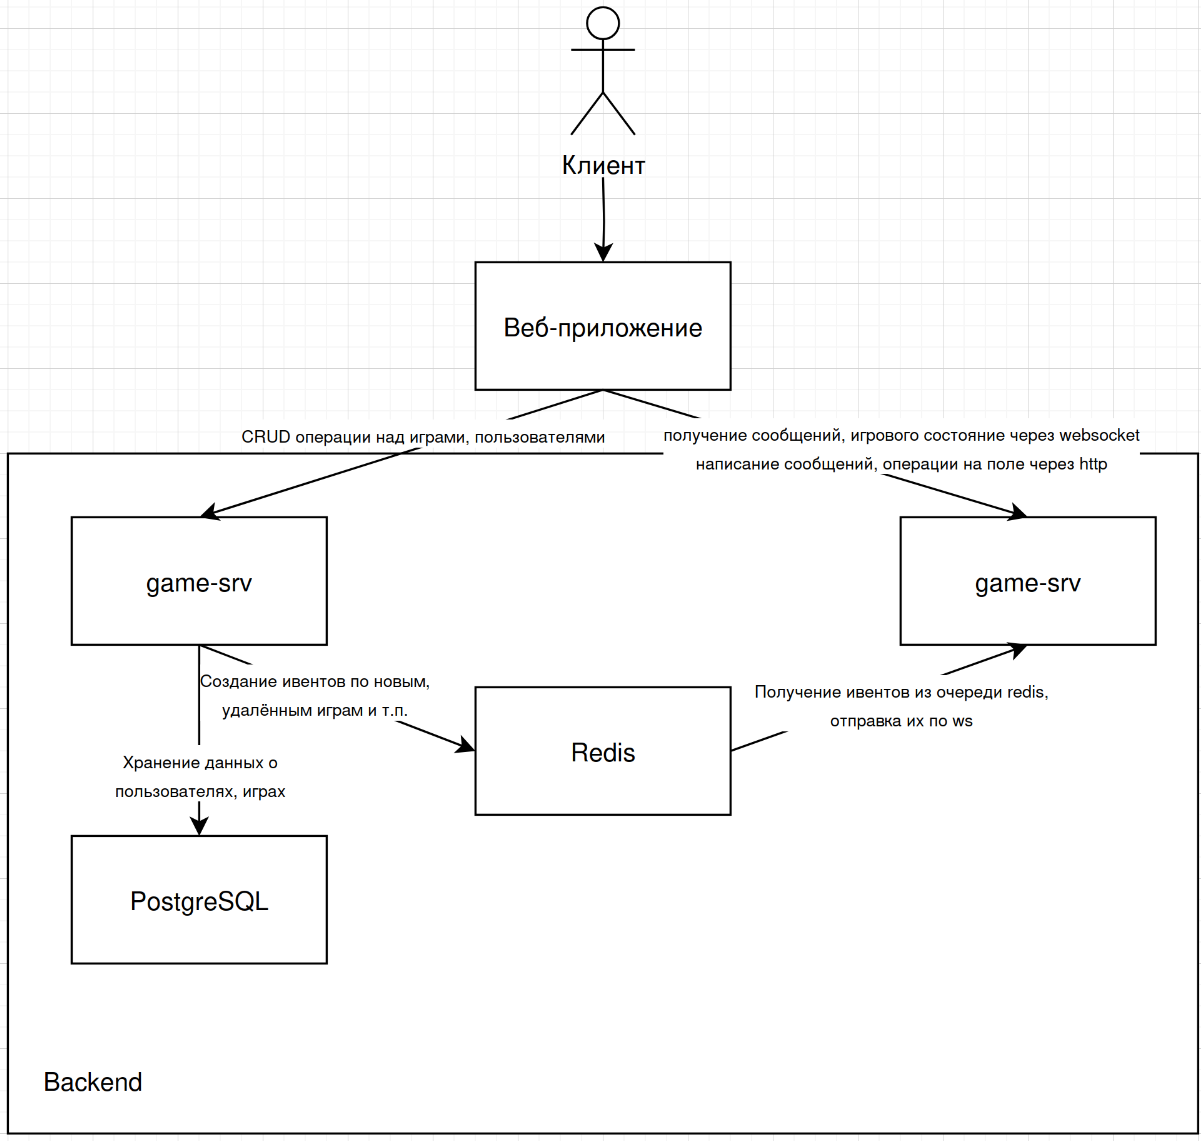 Клиент
Веб-приложение
CRUD операции над играми, пользователями
получение сообщений, игрового состояние через websocket
написание сообщений, операции на поле через http
game-srv
game-srv
Создание ивентов по новым,
удалённым играм и т.п.
Получение ивентов из очереди redis,
отправка их по ws
Redis
Хранение данных о
пользователях, играх
PostgreSQL
Backend